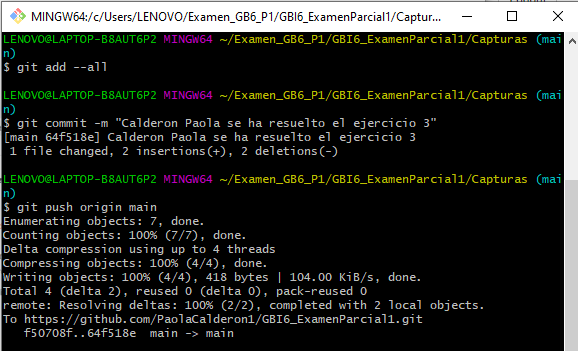 MINGW64:/c/Users/LENOVO/Examen_GB6_P1/GBI6_ExamenParcial1/Captur...
LENOVO@LAPTOP-B8AUT6P2 MINGW64 ~/Examen_GB6_P1/GBI6_ExamenParcial1/Capturas (mai
n)
$ git add --all
LENOVO@LAPTOP-B8AUT6P2 MINGW64 ~/Examen_GB6_P1/GBI6_ExamenParcial1/Capturas (mai
n)
$ git commit -m "Calderon Paola se ha resuelto el ejercicio 3"
[main 64f518e] Calderon Paola se ha resuelto el ejercicio 3
 1 file changed, 2 insertions(+), 2 deletions(-)
LENOVO@LAPTOP-B8AUT6P2 MINGW64 ~/Examen_GB6_P1/GBI6_ExamenParcial1/Capturas (mai
n)
$ git push origin main
Enumerating objects: 7, done.
Counting objects: 100% (7/7), done.
Delta compression using up to 4 threads
Compressing objects: 100% (4/4), done.
Writing objects: 100% (4/4), 418 bytes | 104.00 KiB/s, done.
Total 4 (delta 2), reused 0 (delta 0), pack-reused 0
remote: Resolving deltas: 100% (2/2), completed with 2 local objects.
To https://github.com/PaolaCalderon1/GBI6_ExamenParcial1.git
   f50708f..64f518e  main -> main